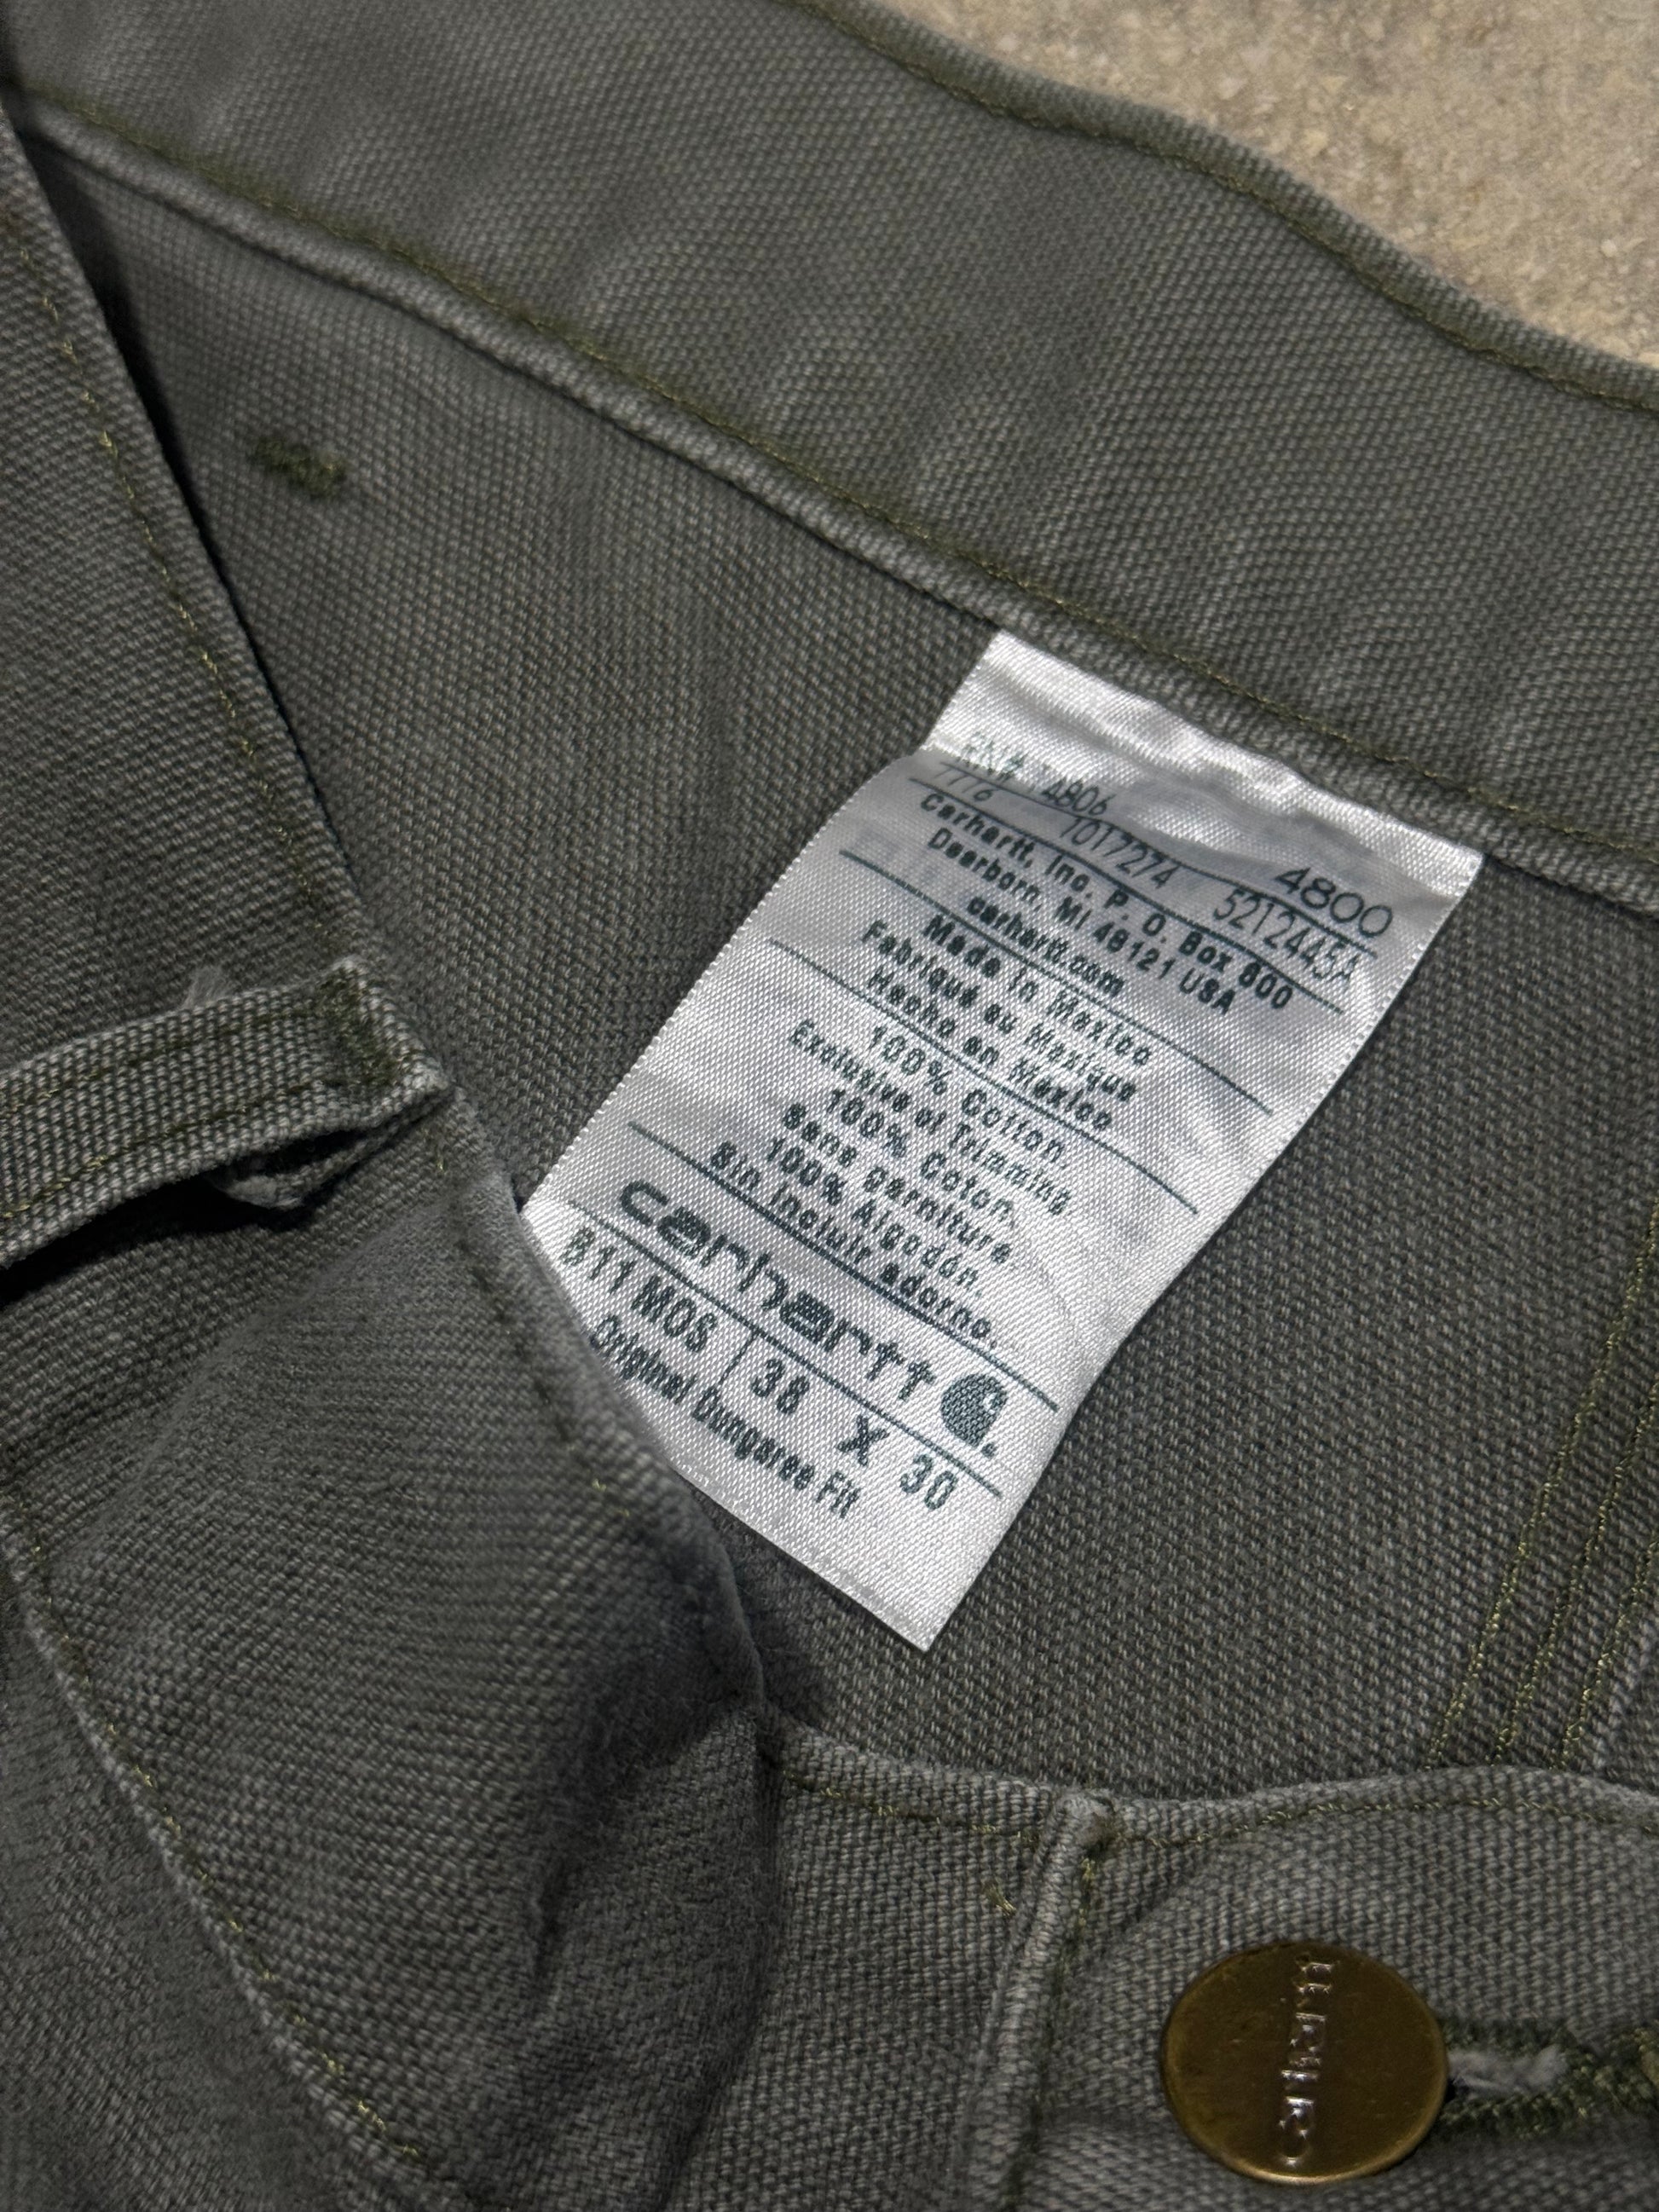 RN# 14806 4800
7776 1017274 5212445A
Carhartt, Inc. P. O. Box 600
Dearborn, MI 48121 USA
carhartt.com
Made in Mexico
Fabriqué au Mexique
Hecho en Mexico
100% Cotton.
Exclusive of Trimming
100% Coton.
Sans garniture
100% Algodón.
Sin incluir adorno.
carhartt
B11 MOS 38 X 30
Original Dungaree Fit
Carhartt